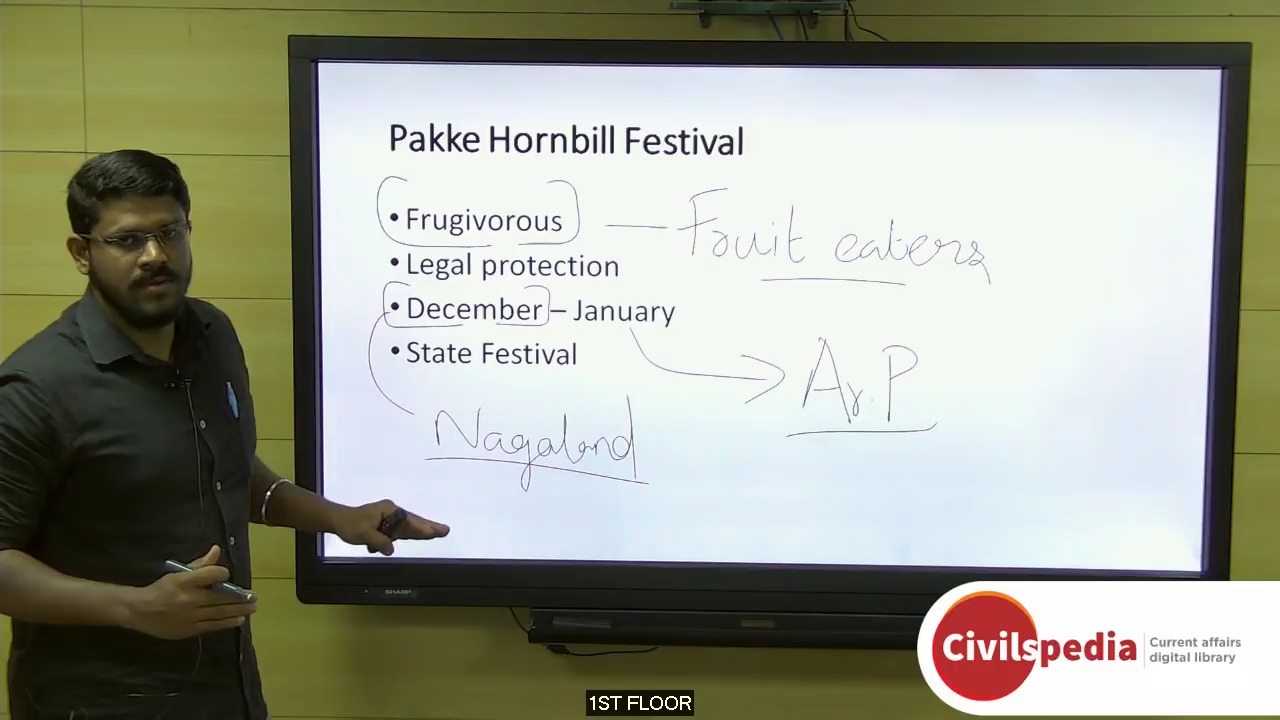 Pakke Hornbill Festival
• Frugivorous — Fruit eaters
• Legal protection
• December – January
Ar. P
• State Festival
Nagaland
SHARP
Civilspedia
Current affairs
digital library
1ST FLOOR